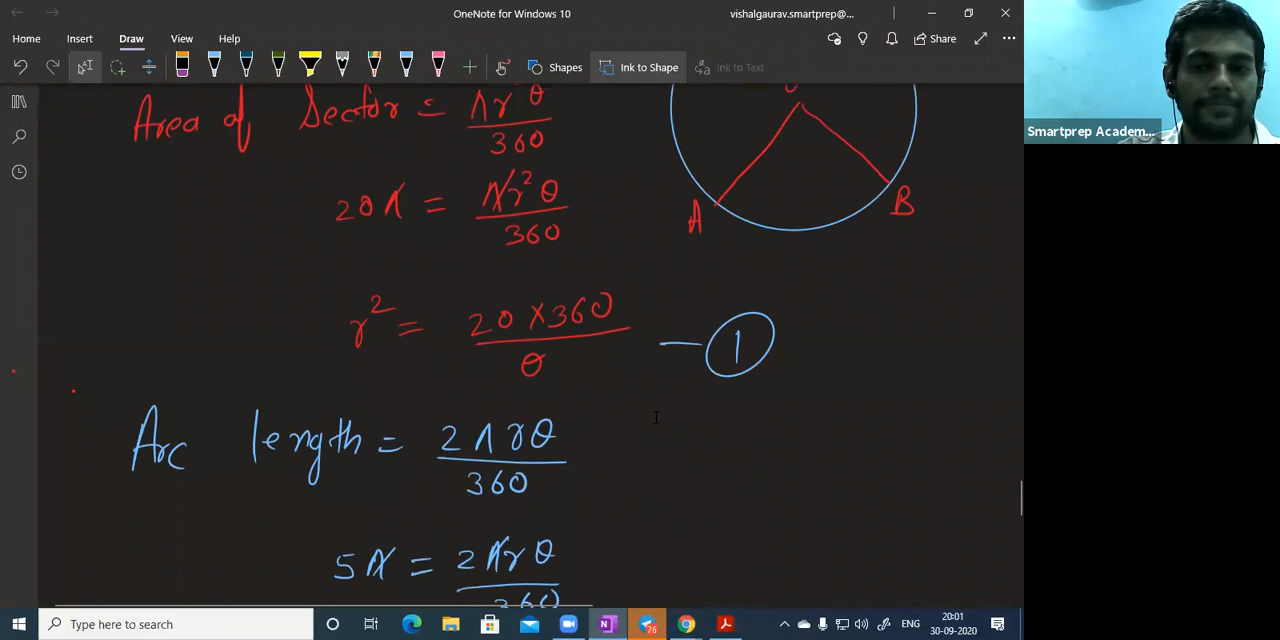 OneNote for Windows 10
vishalgaurav.smartprep@...
Home Insert Draw View Help
Share
Shapes
Ink to Shape
Ink to Text
Area of Sector = πr²θ
360
20π = πr²θ
360
A
B
r² = 20 × 360
θ
— 1
Arc length = 2πrθ
360
5π = 2πrθ
360
Smartprep Academ...
Type here to search
76
ENG
20:01
30-09-2020